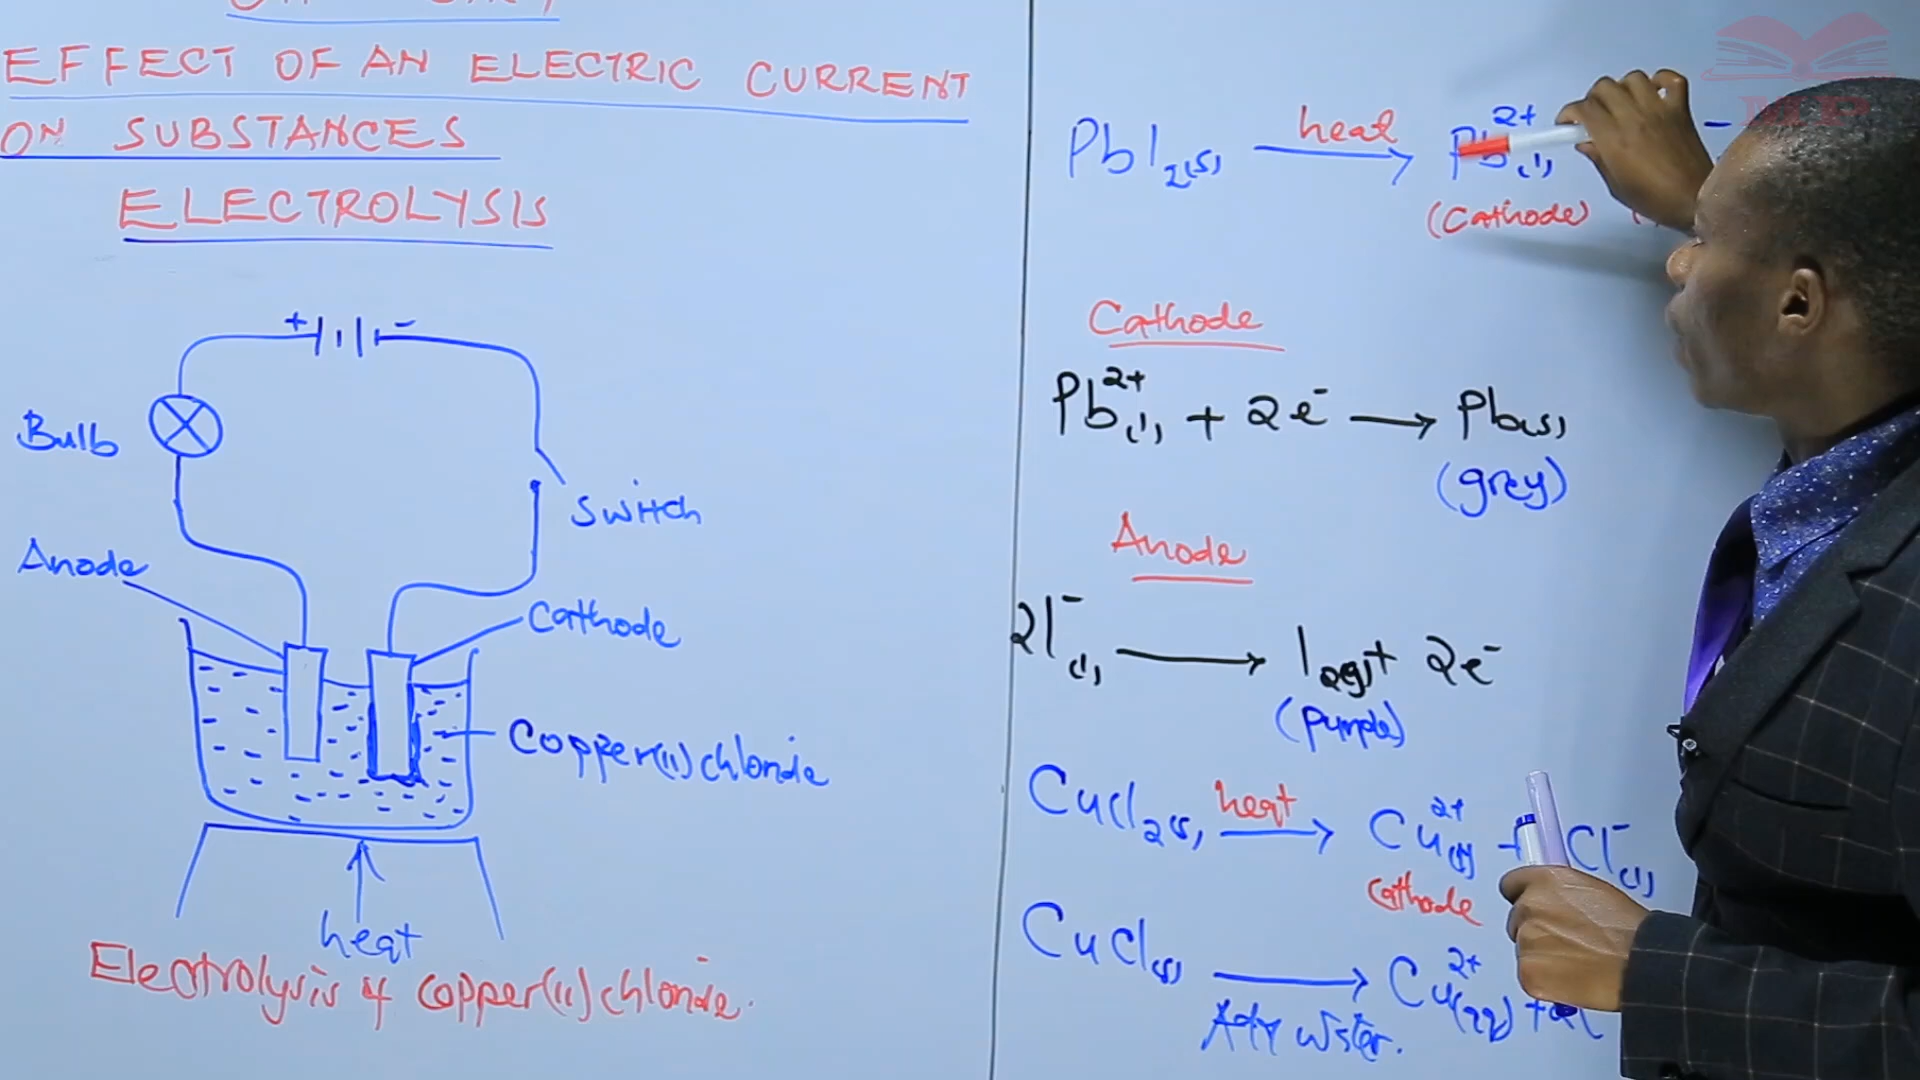 EFFECT OF AN ELECTRIC CURRENT
ON SUBSTANCES
ELECTROLYSIS
+ -
Bulb
Switch
Anode
Cathode
Copper(II) chloride
heat
Electrolysis of Copper(II) chloride.
PbI₂(s) heat → Pb²⁺(l) -
(Cathode) (
Cathode
Pb²⁺(l) + 2e⁻ → Pb(s)
(grey)
Anode
2I⁻(l) → I₂(g) + 2e⁻
(purple)
CuCl₂(s) heat → Cu²⁺(l) + Cl⁻(l)
Cathode
CuCl(s) → Cu²⁺(aq) +
water.